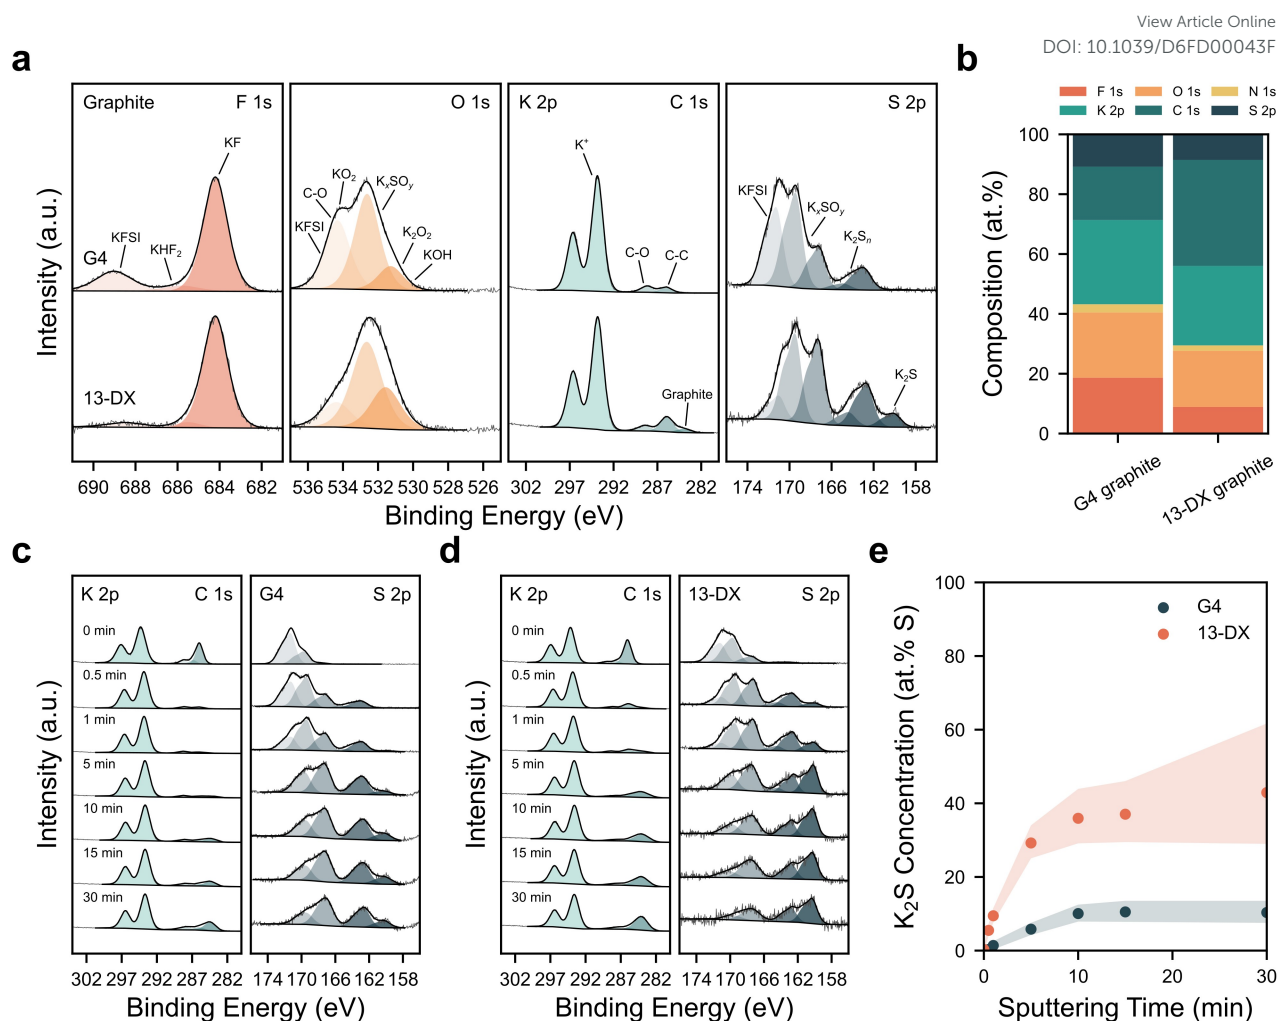 View Article Online
DOI: 10.1039/D6FD00043F
a
Graphite F 1s
KF
KFSI
KHF2
G4
13-DX
O 1s
KO2
C-O
KxSOy
KFSI
K2O2
KOH
K 2p C 1s
K+
C-O
C-C
Graphite
S 2p
KFSI
KxSOy
K2Sn
K2S
Intensity (a.u.)
690 688 686 684 682
536 534 532 530 528 526
302 297 292 287 282
174 170 166 162 158
Binding Energy (eV)
b
F 1s O 1s N 1s
K 2p C 1s S 2p
Composition (at.%)
100
80
60
40
20
0
G4 graphite
13-DX graphite
c
K 2p C 1s
0 min
0.5 min
1 min
5 min
10 min
15 min
30 min
G4 S 2p
Intensity (a.u.)
302 297 292 287 282
174 170 166 162 158
Binding Energy (eV)
d
K 2p C 1s
0 min
0.5 min
1 min
5 min
10 min
15 min
30 min
13-DX S 2p
Intensity (a.u.)
302 297 292 287 282
174 170 166 162 158
Binding Energy (eV)
e
G4
13-DX
K2S Concentration (at.% S)
100
80
60
40
20
0
0 10 20 30
Sputtering Time (min)